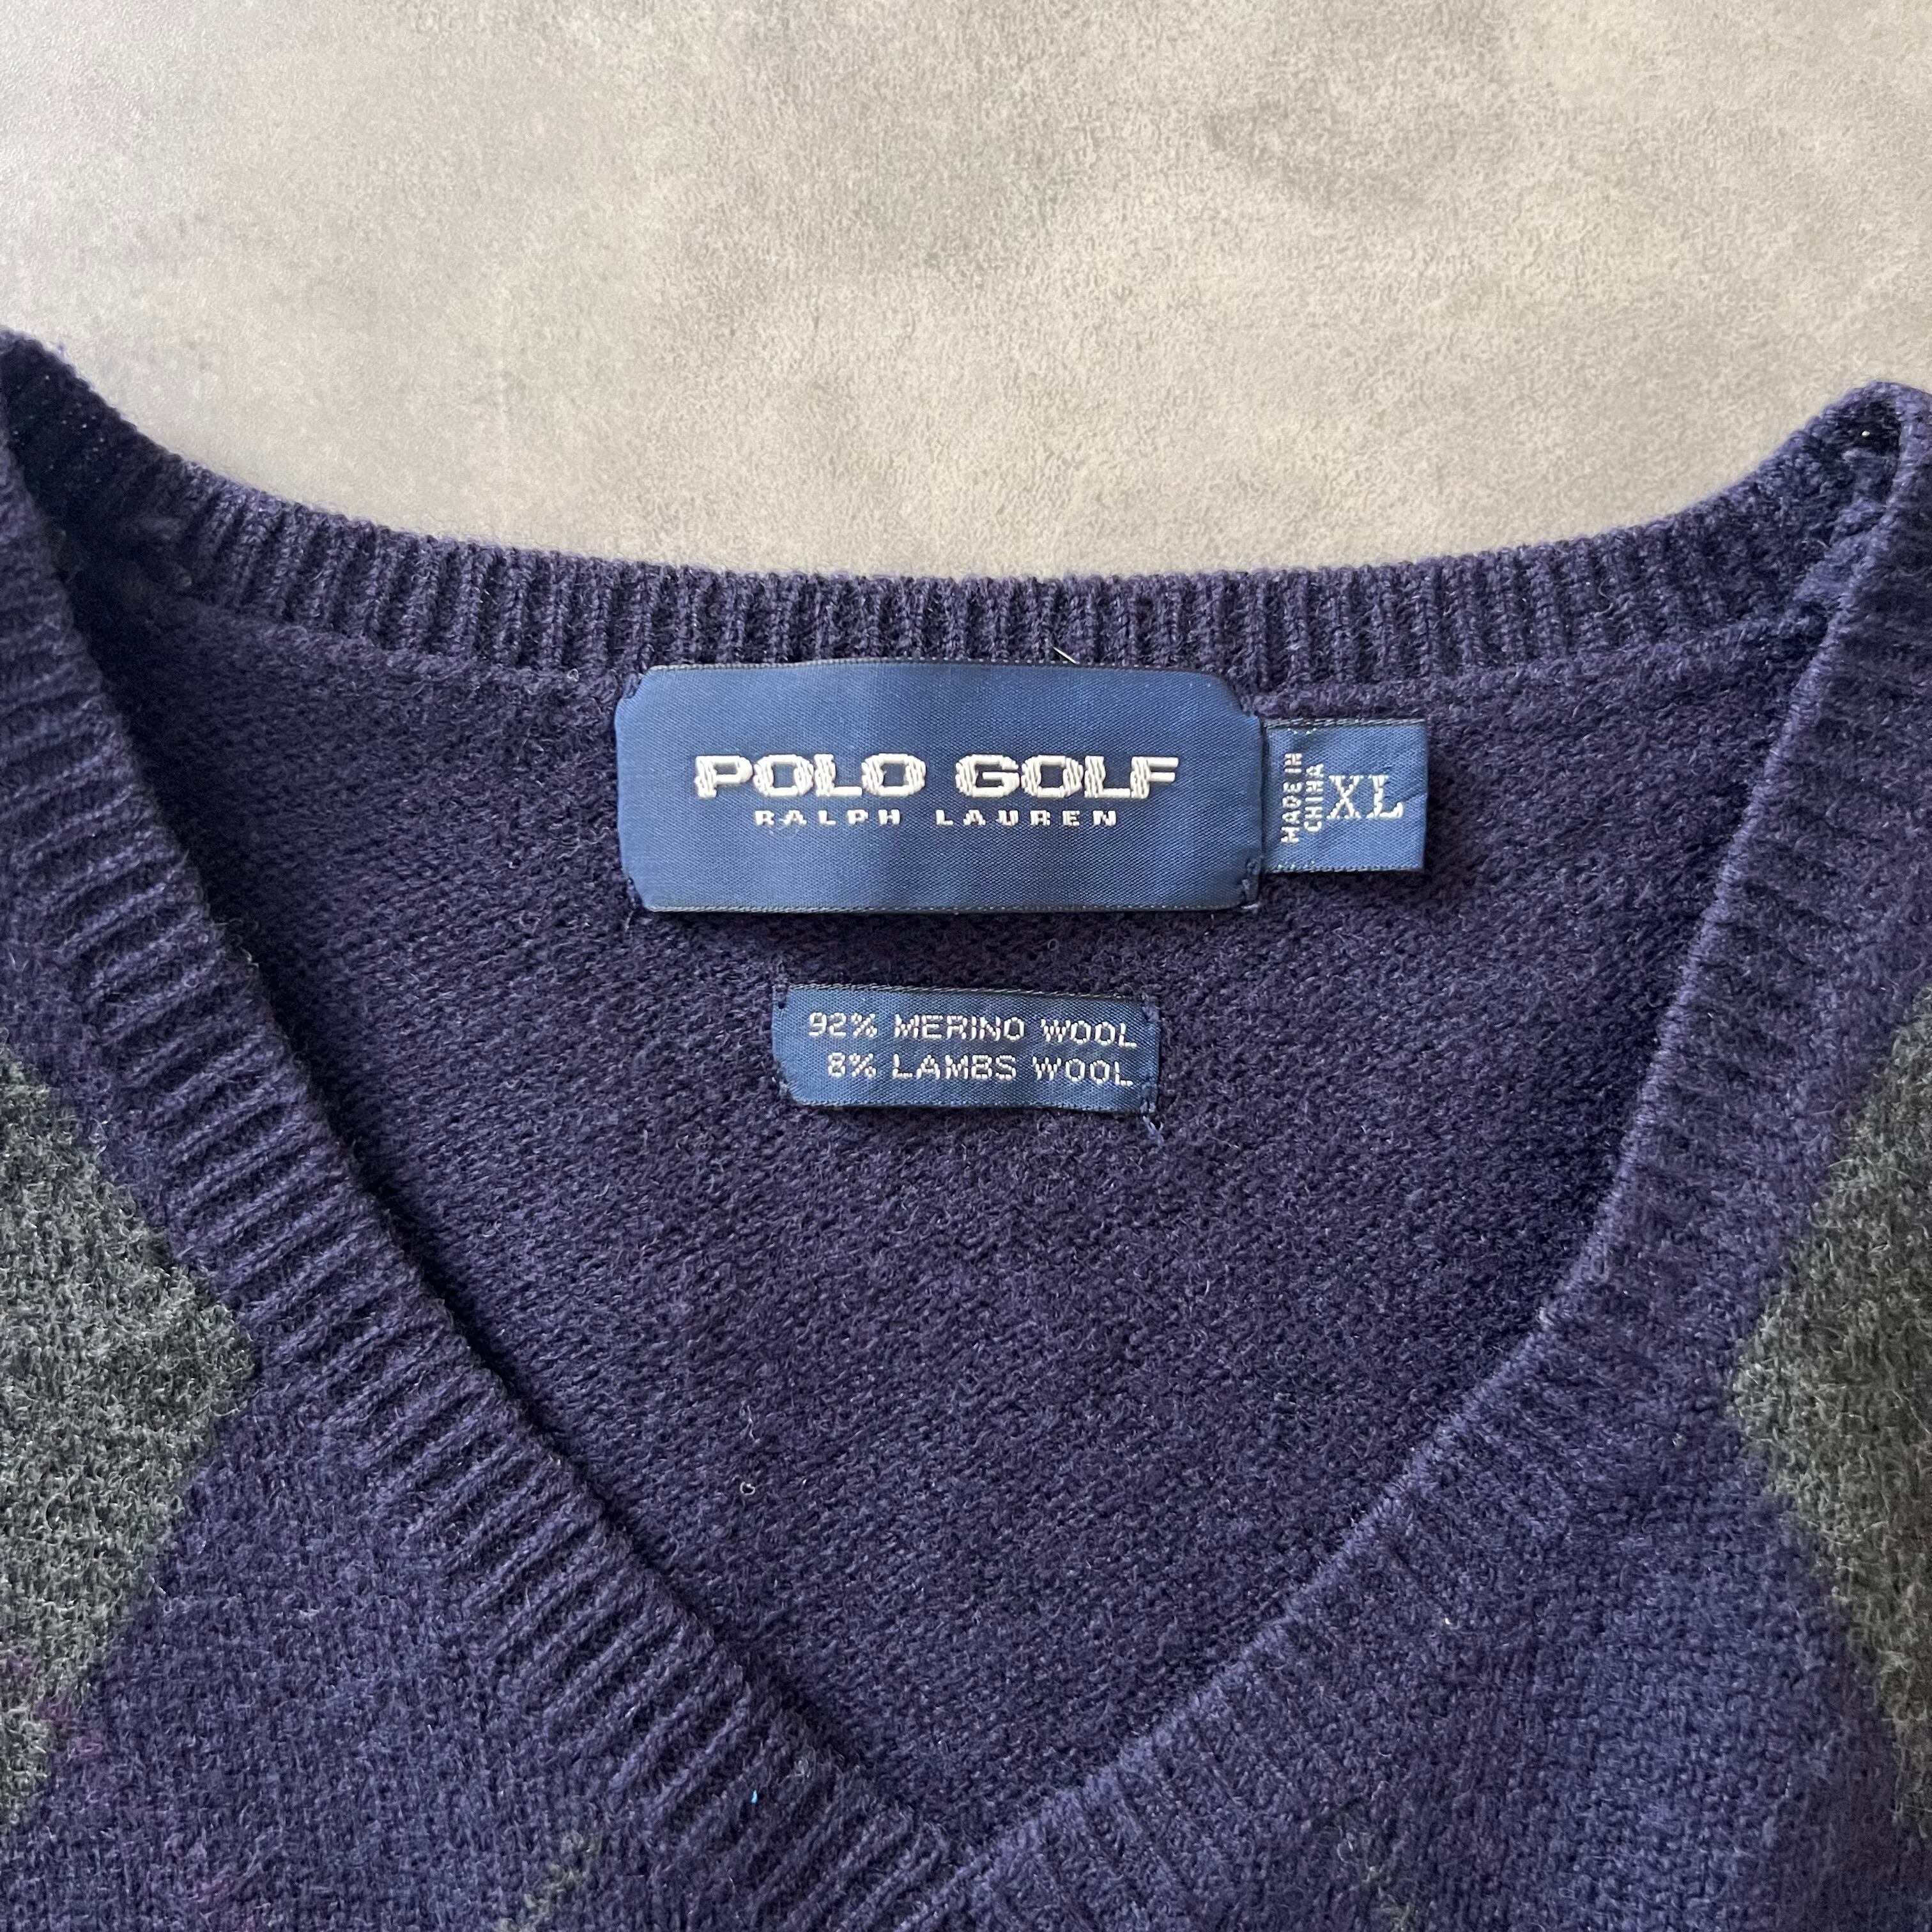 POLO GOLF
RALPH LAUREN
MADE IN
CHINA
XL
92% MERINO WOOL
8% LAMBS WOOL